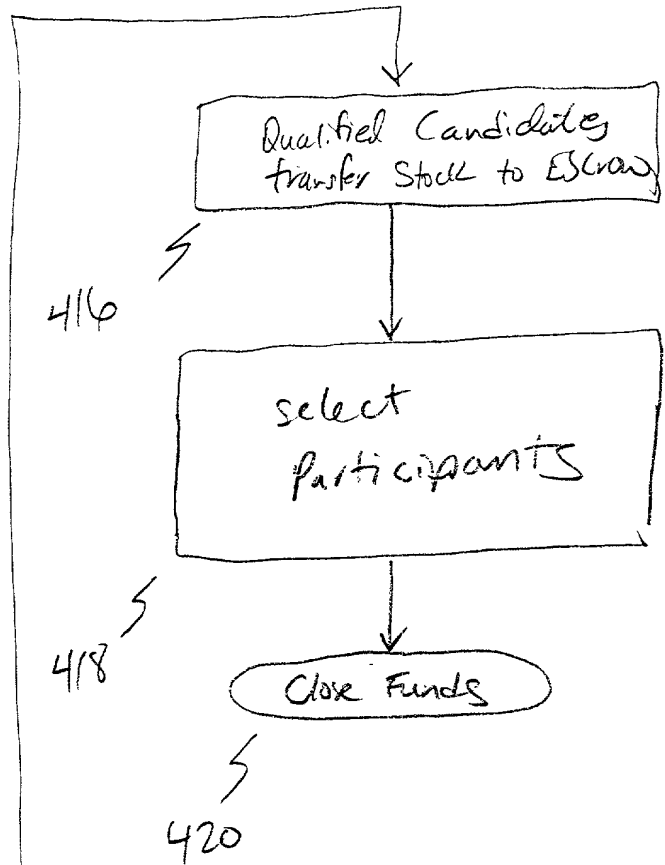 Qualified Candidates
transfer Stock to Escrow
416
select
Participants
418
Close Funds
420